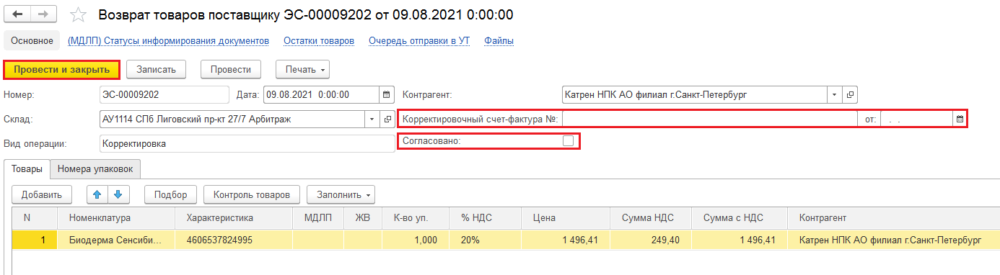 Возврат товаров поставщику ЭС-00009202 от 09.08.2021 0:00:00
Основное (МДЛП) Статусы информирования документов Остатки товаров Очередь отправки в УТ Файлы
Провести и закрыть Записать Провести Печать
Номер: ЭС-00009202 Дата: 09.08.2021 0:00:00 Контрагент: Катрен НПК АО филиал г.Санкт-Петербург
Склад: АУ1114 СПб Лиговский пр-кт 27/7 Арбитраж Корректировочный счет-фактура №: от: . .
Вид операции: Корректировка Согласовано:
Товары Номера упаковок
Добавить Подбор Контроль товаров Заполнить
N Номенклатура Характеристика МДЛП ЖВ К-во уп. % НДС Цена Сумма НДС Сумма с НДС Контрагент
1 Биодерма Сенсиби... 4606537824995 1,000 20% 1 496,41 249,40 1 496,41 Катрен НПК АО филиал г.Санкт-Петербург